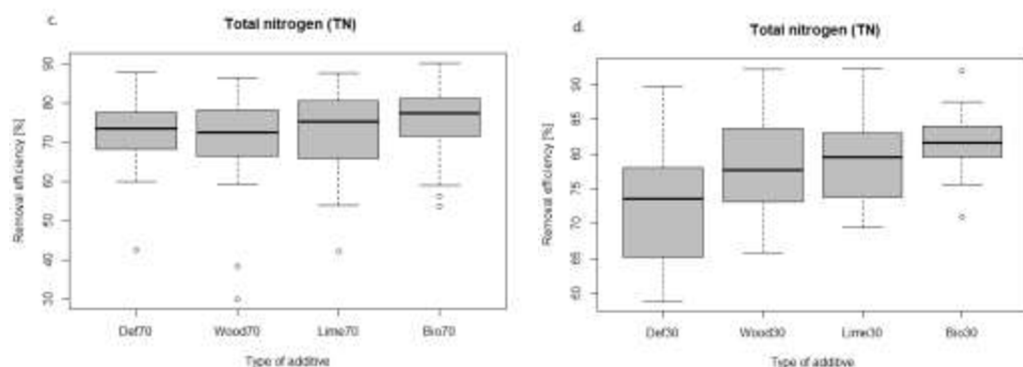 c.
Total nitrogen (TN)
Removal efficiency [%]
90
80
70
60
50
40
30
Def70 Wood70 Lime70 Bio70
Type of additive
d.
Total nitrogen (TN)
Removal efficiency [%]
90
85
80
75
70
65
60
Def30 Wood30 Lime30 Bio30
Type of additive